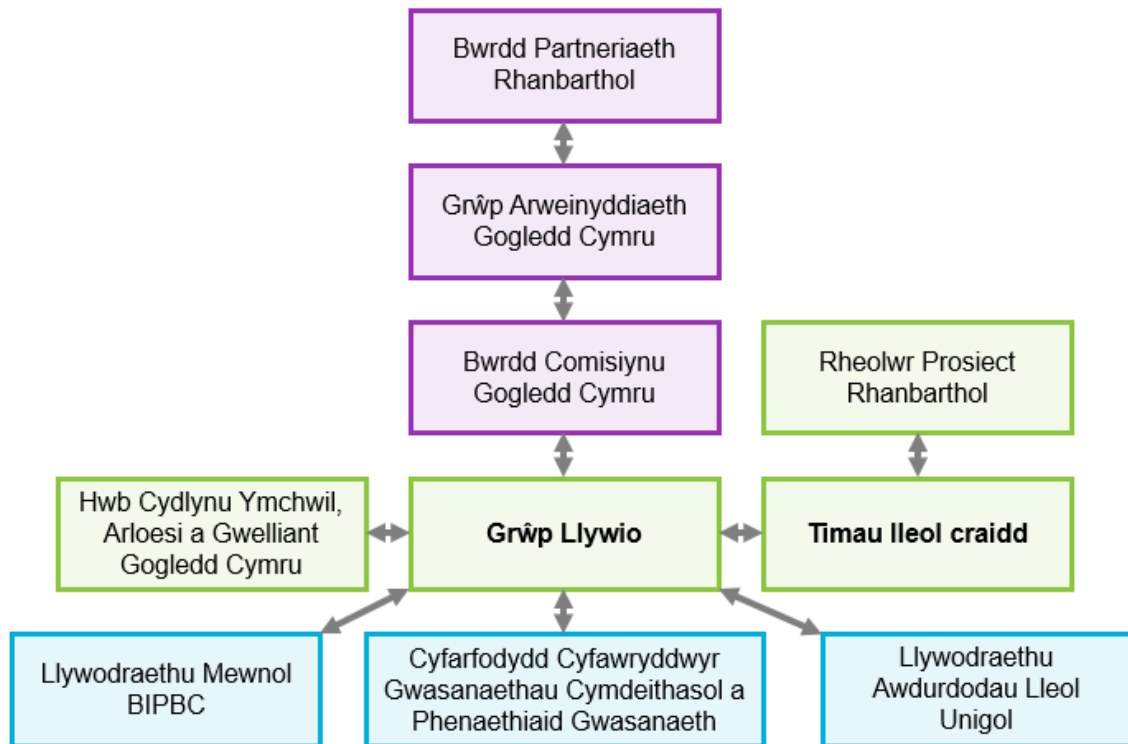 Bwrdd Partneriaeth
Rhanbarthol
Grŵp Arweinyddiaeth
Gogledd Cymru
Bwrdd Comisiynu
Gogledd Cymru
Rheolwr Prosiect
Rhanbarthol
Hwb Cydlynu Ymchwil,
Arloesi a Gwelliant
Gogledd Cymru
Grŵp Llywio
Timau lleol craidd
Llywodraethu Mewnol
BIPBC
Cyfarfodydd Cyfawryddwyr
Gwasanaethau Cymdeithasol a
Phenaethiaid Gwasanaeth
Llywodraethu
Awdurdodau Lleol
Unigol